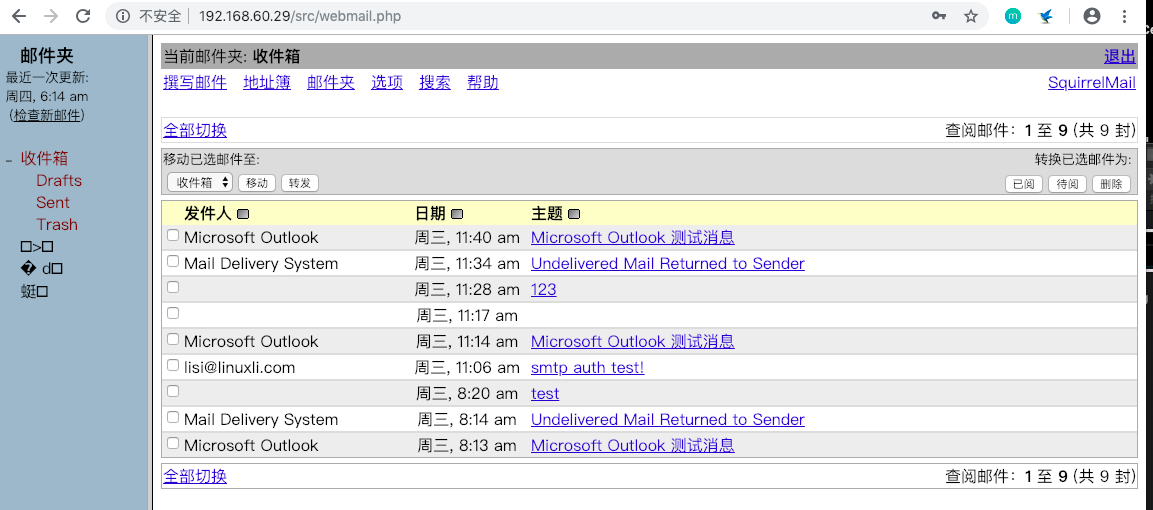 不安全 | 192.168.60.29/src/webmail.php
邮件夹
最近一次更新:
周四, 6:14 am
(检查新邮件)
- 收件箱
Drafts
Sent
Trash
□>□
� d□
蜓□
当前邮件夹: 收件箱 退出
撰写邮件 地址簿 邮件夹 选项 搜索 帮助 SquirrelMail
全部切换 查阅邮件：1 至 9 (共 9 封)
移动已选邮件至: 转换已选邮件为:
收件箱 移动 转发 已阅 待阅 删除
发件人 日期 主题
Microsoft Outlook 周三, 11:40 am Microsoft Outlook 测试消息
Mail Delivery System 周三, 11:34 am Undelivered Mail Returned to Sender
周三, 11:28 am 123
周三, 11:17 am
Microsoft Outlook 周三, 11:14 am Microsoft Outlook 测试消息
lisi@linuxli.com 周三, 11:06 am smtp auth test!
周三, 8:20 am test
Mail Delivery System 周三, 8:14 am Undelivered Mail Returned to Sender
Microsoft Outlook 周三, 8:13 am Microsoft Outlook 测试消息
全部切换 查阅邮件：1 至 9 (共 9 封)